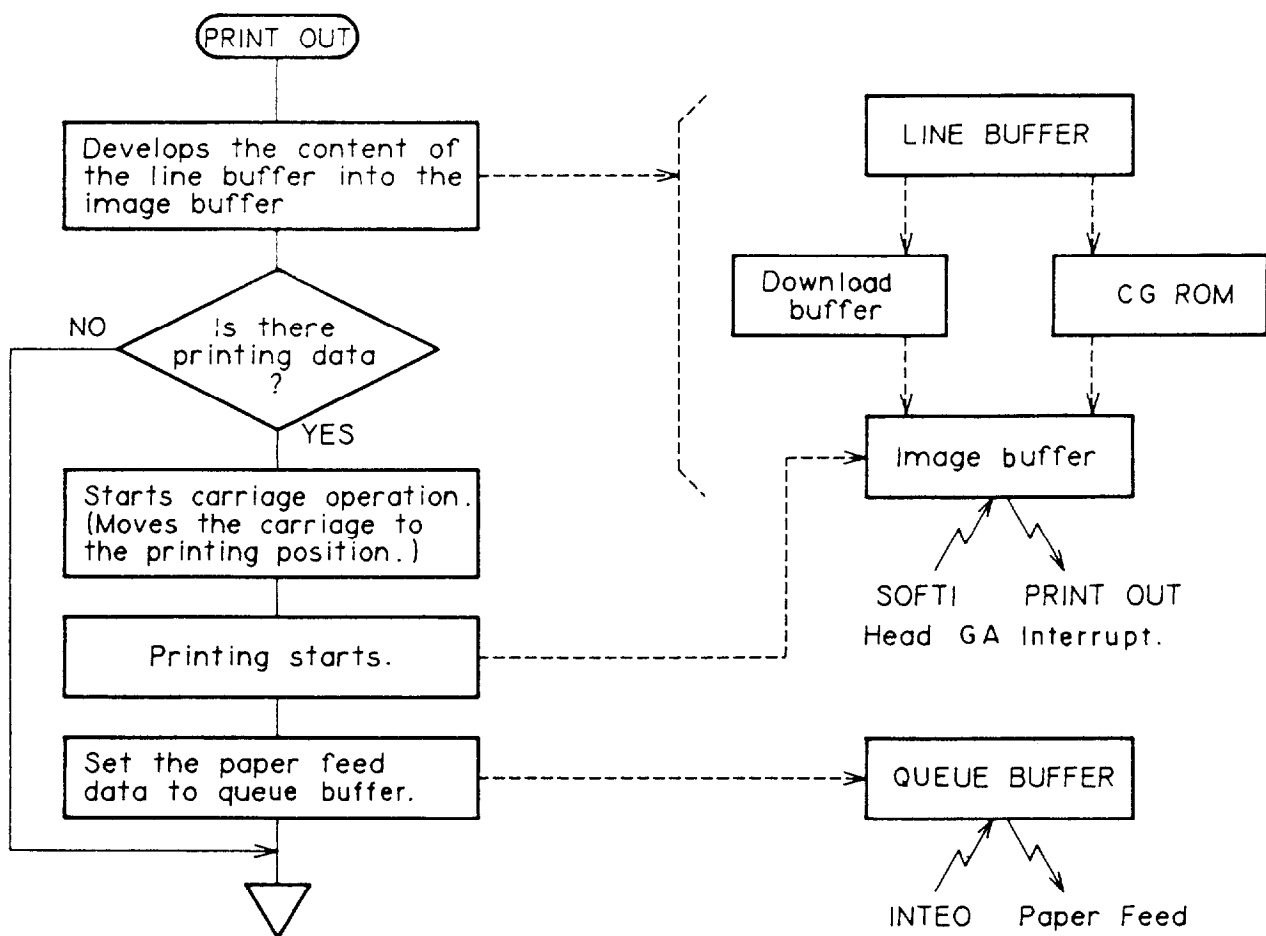 PRINT OUT
Develops the content of
the line buffer into the
image buffer
NO
Is there
printing data
?
YES
Starts carriage operation.
(Moves the carriage to
the printing position.)
Printing starts.
Set the paper feed
data to queue buffer.
LINE BUFFER
Download
buffer
CG ROM
Image buffer
SOFTI PRINT OUT
Head GA Interrupt.
QUEUE BUFFER
INTEO Paper Feed